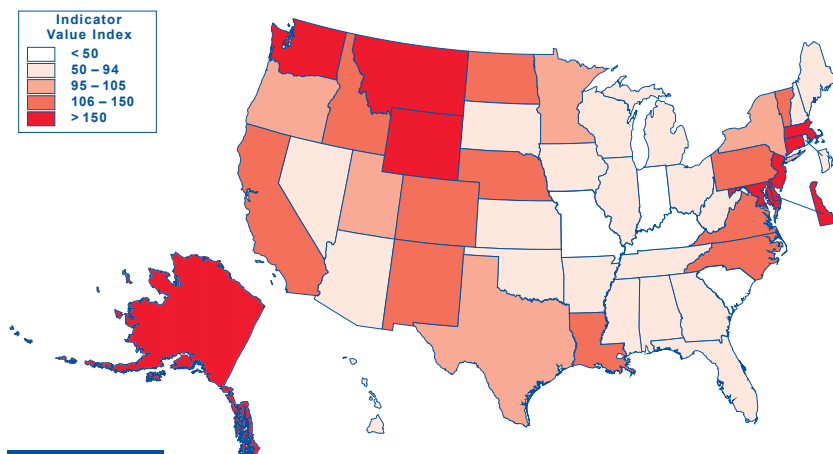 Indicator
Value Index
< 50
50 – 94
95 – 105
106 – 150
> 150